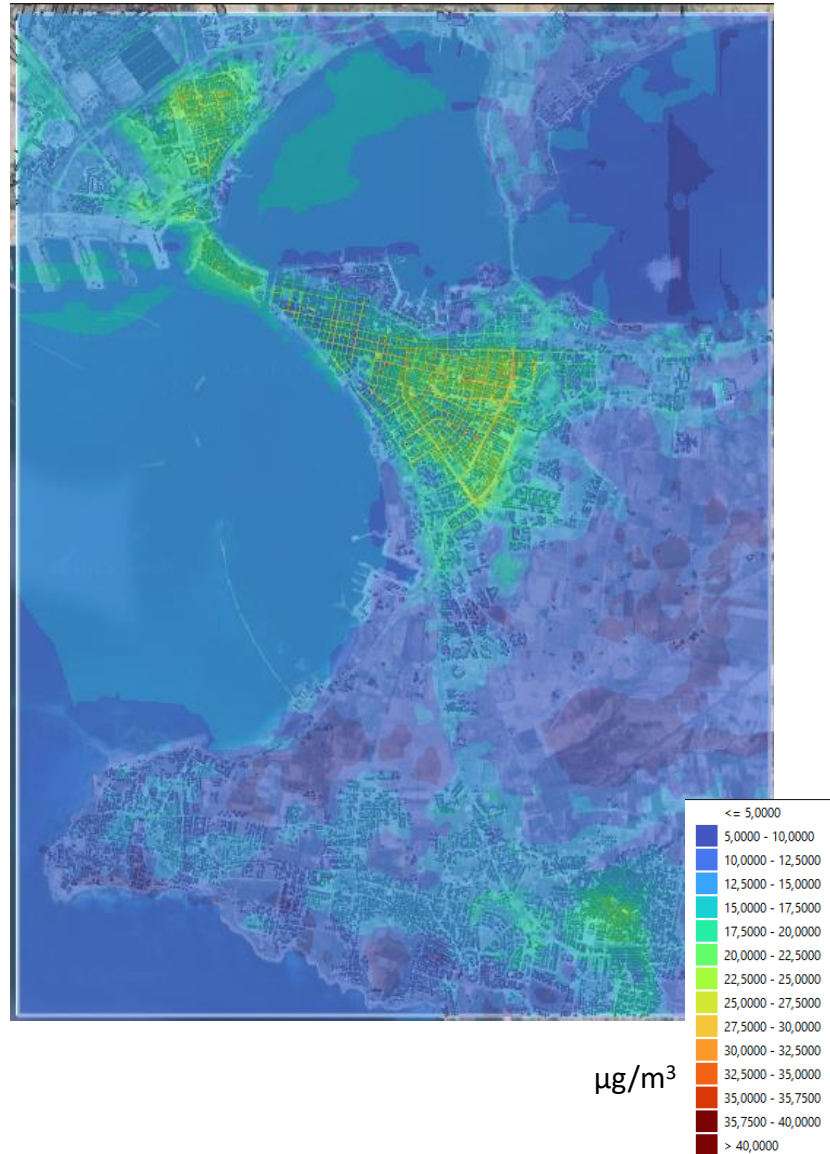 <= 5,0000
5,0000 - 10,0000
10,0000 - 12,5000
12,5000 - 15,0000
15,0000 - 17,5000
17,5000 - 20,0000
20,0000 - 22,5000
22,5000 - 25,0000
25,0000 - 27,5000
27,5000 - 30,0000
30,0000 - 32,5000
32,5000 - 35,0000
35,0000 - 35,7500
35,7500 - 40,0000
> 40,0000
µg/m³